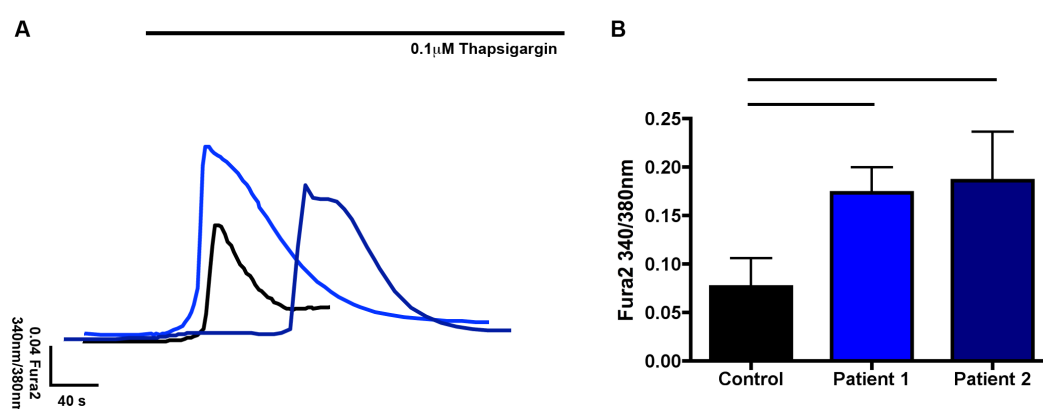 A
0.1μM Thapsigargin
0.04 Fura2
340nm/380nm
40 s
B
Fura2 340/380nm
0.25
0.20
0.15
0.10
0.05
0.00
Control
Patient 1
Patient 2